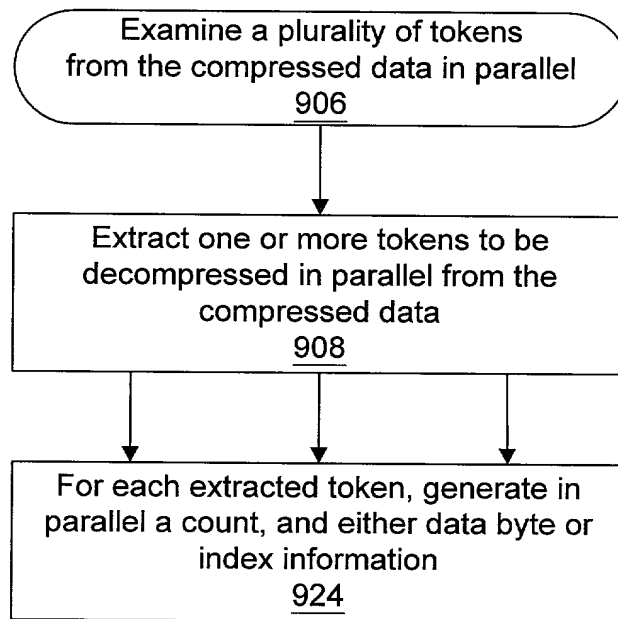 Examine a plurality of tokens
from the compressed data in parallel
906
Extract one or more tokens to be
decompressed in parallel from the
compressed data
908
For each extracted token, generate in
parallel a count, and either data byte or
index information
924